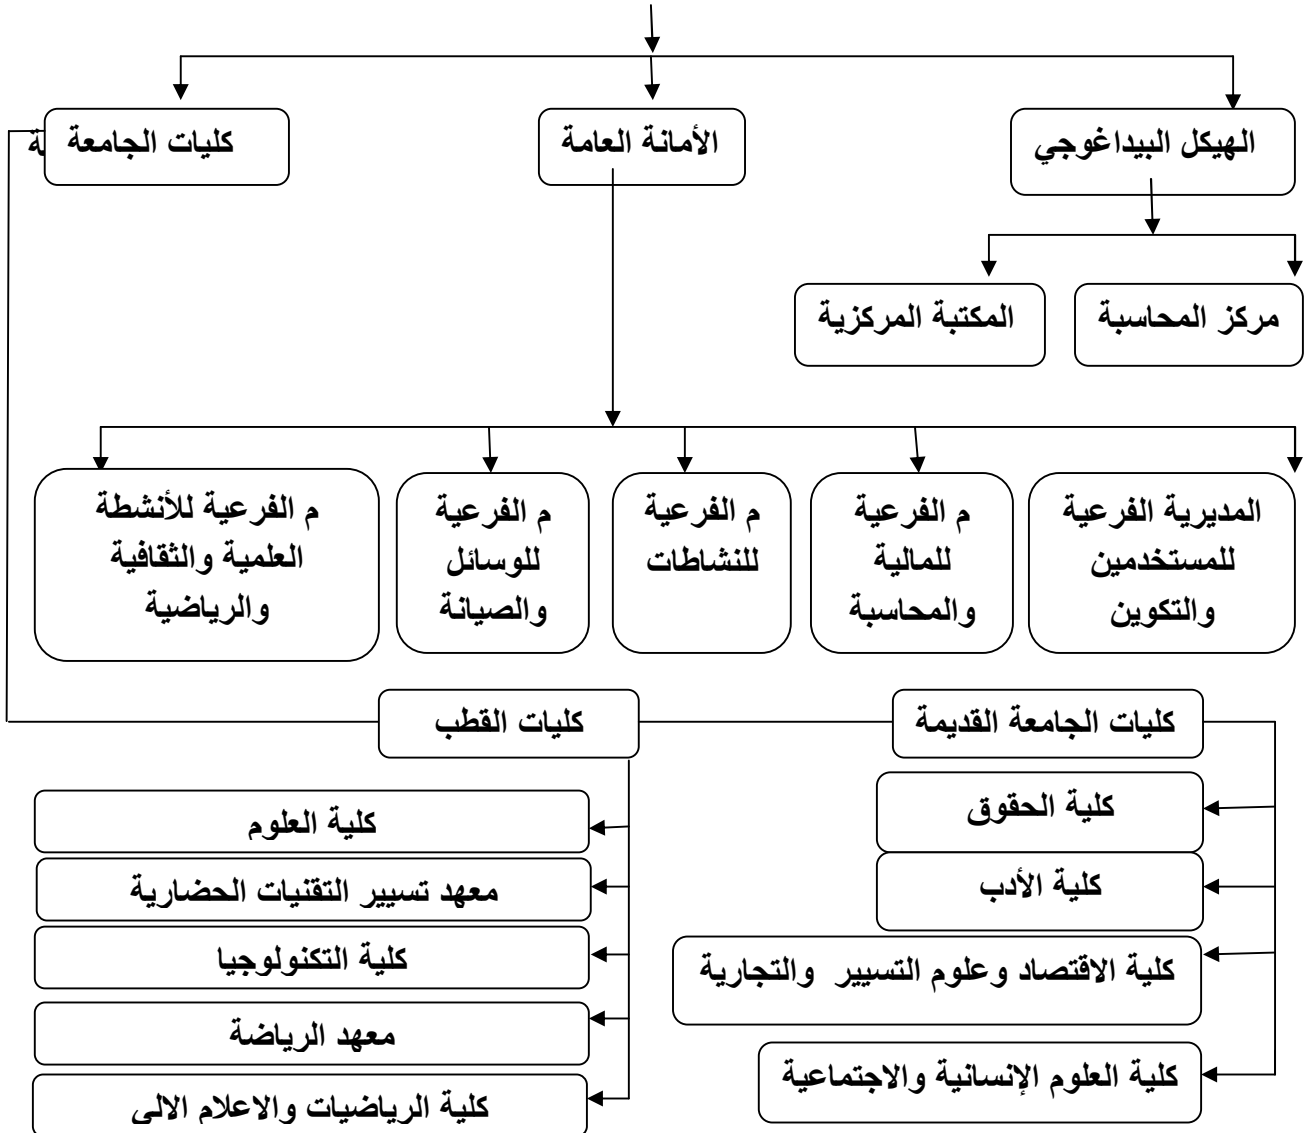 الهيكل البيداغوجي
الأمانة العامة
كليات الجامعة
مركز المحاسبة
المكتبة المركزية
المديرية الفرعية
للمستخدمين
والتكوين
م الفرعية
للمالية
والمحاسبة
م الفرعية
للنشاطات
م الفرعية
للوسائل
والصيانة
م الفرعية للأنشطة
العلمية والثقافية
والرياضية
كليات الجامعة القديمة
كليات القطب
كلية الحقوق
كلية الأدب
كلية الاقتصاد وعلوم التسيير والتجارية
كلية العلوم الإنسانية والاجتماعية
كلية العلوم
معهد تسيير التقنيات الحضارية
كلية التكنولوجيا
معهد الرياضة
كلية الرياضيات والاعلام الالى